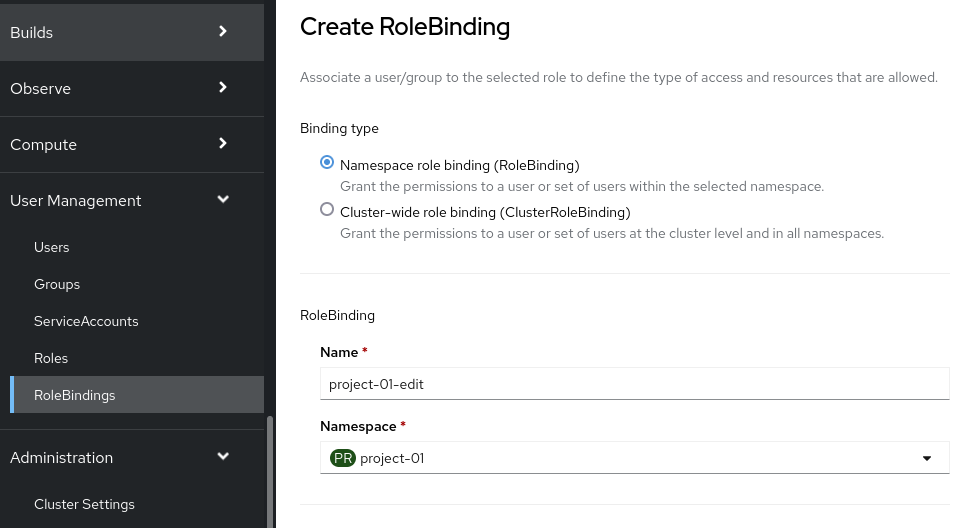 Builds
Observe
Compute
User Management
Users
Groups
ServiceAccounts
Roles
RoleBindings
Administration
Cluster Settings
Create RoleBinding
Associate a user/group to the selected role to define the type of access and resources that are allowed.
Binding type
Namespace role binding (RoleBinding)
Grant the permissions to a user or set of users within the selected namespace.
Cluster-wide role binding (ClusterRoleBinding)
Grant the permissions to a user or set of users at the cluster level and in all namespaces.
RoleBinding
Name *
project-01-edit
Namespace *
PR project-01